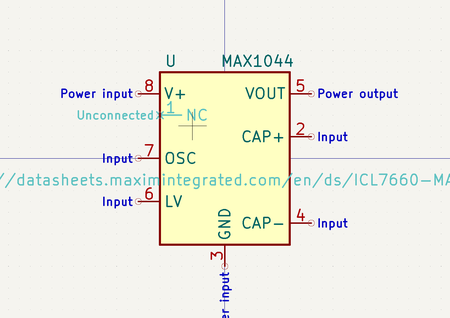 U MAX1044
Power input 8 V+ VOUT 5 Power output
Unconnected 1 NC
CAP+ 2 Input
Input 7 OSC
//datasheets.maximintegrated.com/en/ds/ICL7660-MA
Input 6 LV
GND CAP- 4 Input
3
er input